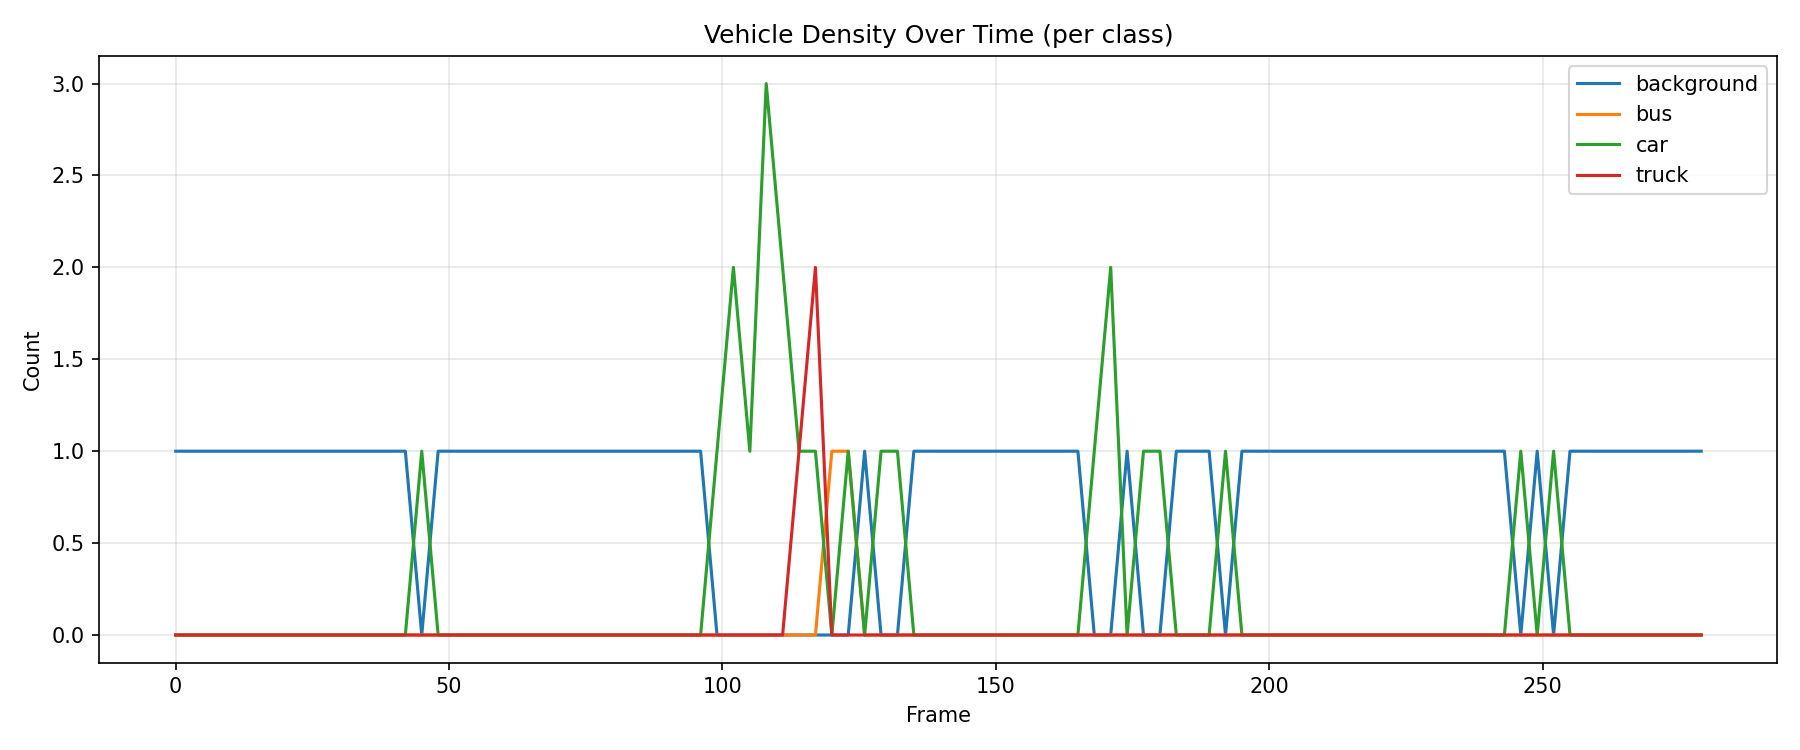 Vehicle Density Over Time (per class)
3.0
2.5
2.0
1.5
1.0
0.5
0.0
Count
background
bus
car
truck
0 50 100 150 200 250
Frame